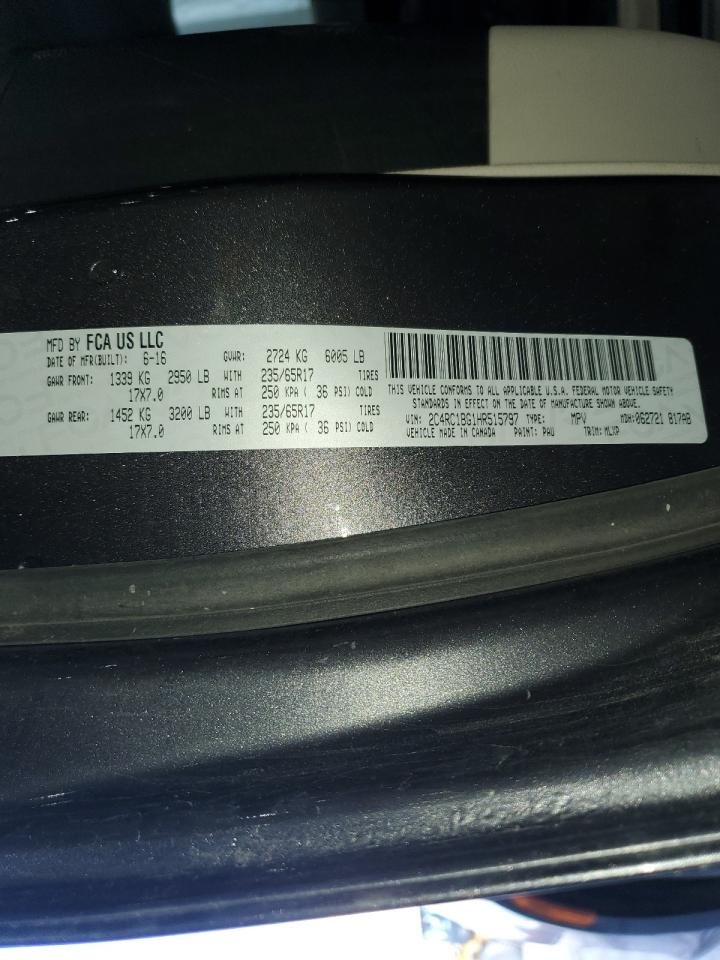 MFD BY FCA US LLC
DATE OF MFR(BUILT): 6-16 GVWR: 2724 KG 6005 LB
GAWR FRONT: 1339 KG 2950 LB WITH 235/65R17 TIRES
17X7.0 RIMS AT 250 KPA ( 36 PSI) COLD
GAWR REAR: 1452 KG 3200 LB WITH 235/65R17 TIRES
17X7.0 RIMS AT 250 KPA ( 36 PSI) COLD
THIS VEHICLE CONFORMS TO ALL APPLICABLE U.S.A. FEDERAL MOTOR VEHICLE SAFETY
STANDARDS IN EFFECT ON THE DATE OF MANUFACTURE SHOWN ABOVE.
VIN: 2C4RC1BG1HR515797 TYPE: MPV MDH:062721 817AB
VEHICLE MADE IN CANADA PAINT: PAU TRIM: MLXP